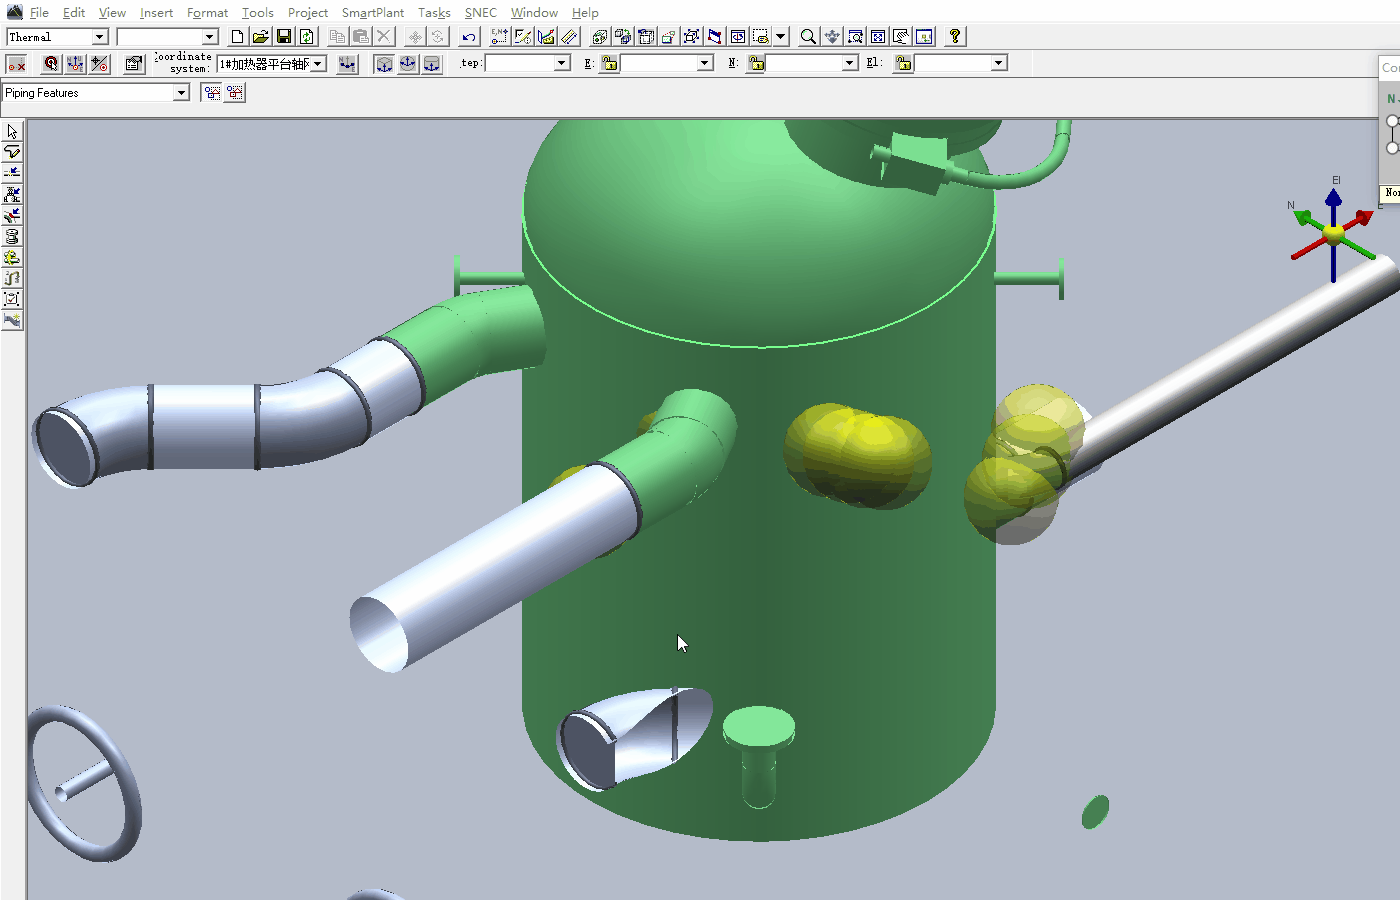 File Edit View Insert Format Tools Project SmartPlant Tasks SNEC Window Help
Thermal
oordinate
system:
1#加热器平台轴
.tep:
E:
N:
El:
Piping Features
Co
N
El
N
E
Nor